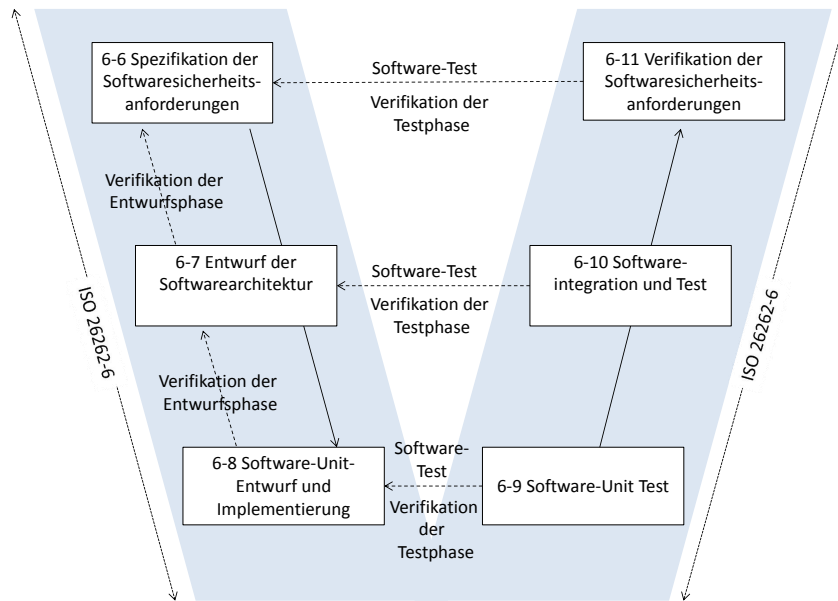 6-6 Spezifikation der
Softwaresicherheits-
anforderungen
Software-Test
Verifikation der
Testphase
6-11 Verifikation der
Softwaresicherheits-
anforderungen
Verifikation der
Entwurfsphase
6-7 Entwurf der
Softwarearchitektur
Software-Test
Verifikation der
Testphase
6-10 Software-
integration und Test
ISO 26262-6
ISO 26262-6
Verifikation der
Entwurfsphase
6-8 Software-Unit-
Entwurf und
Implementierung
Software-
Test
Verifikation
der
Testphase
6-9 Software-Unit Test